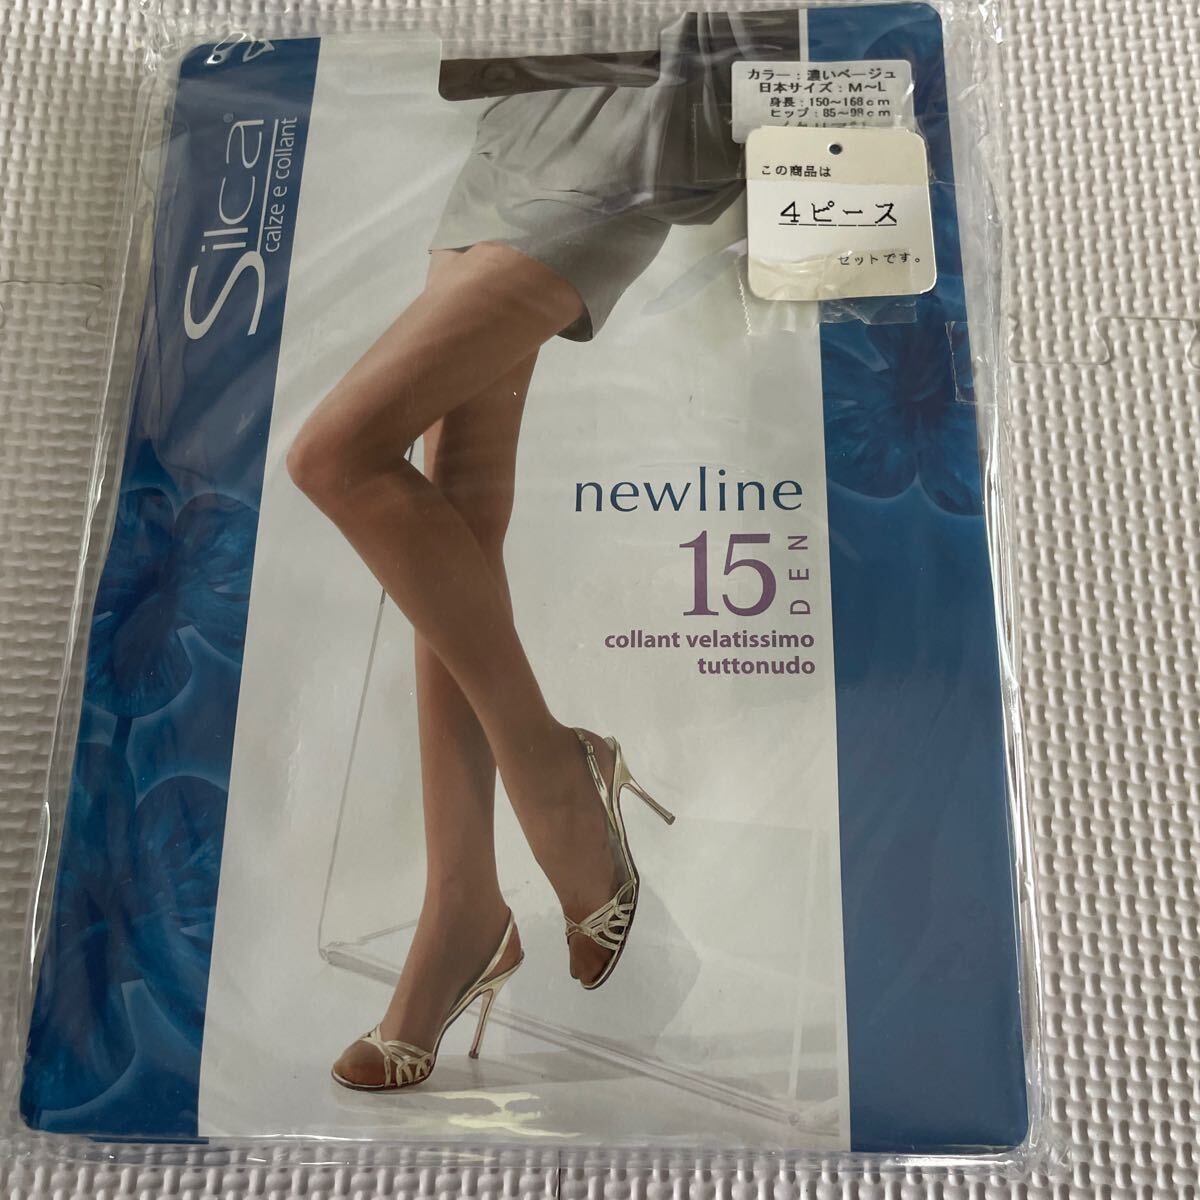 Silca®
calze e collant
カラー：濃いベージュ
日本サイズ：M〜L
身長：150〜168cm
ヒップ：85〜98cm
この商品は
4ピース
セットです。
newline
15
DEN
collant velatissimo
tuttonudo